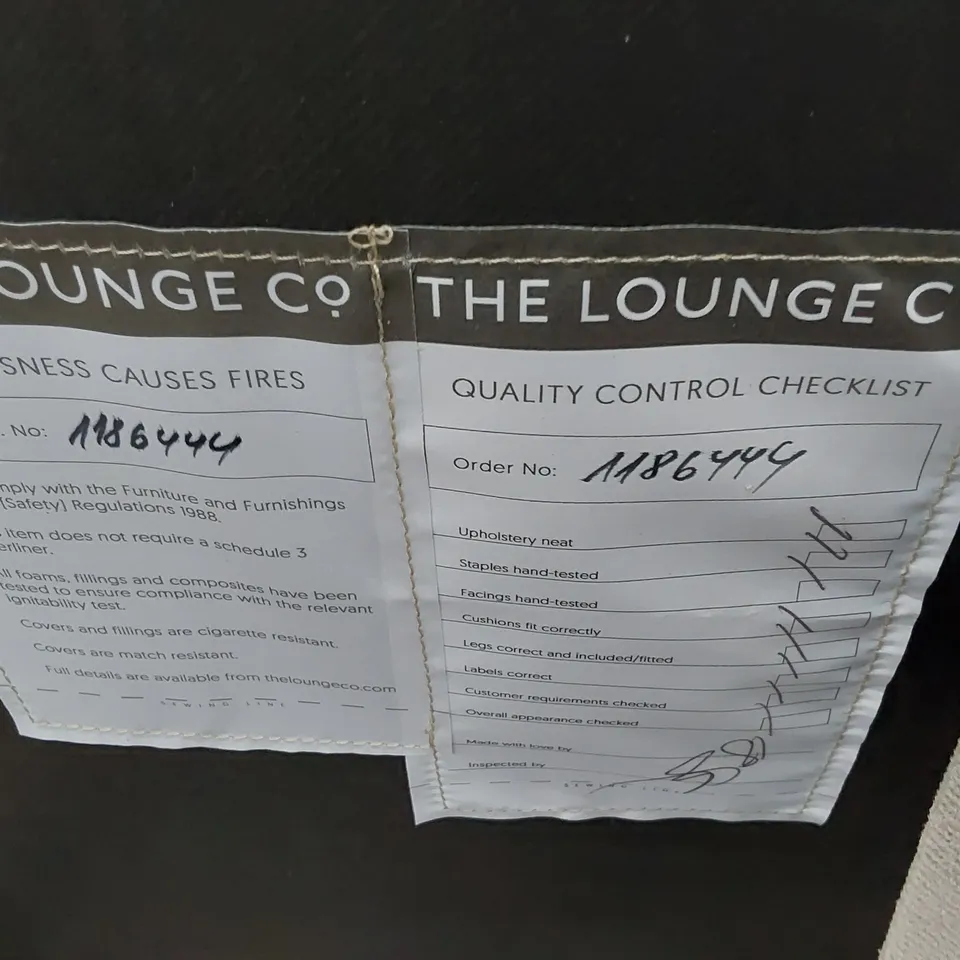 OUNGE Co
SNESS CAUSES FIRES
. No: 1186444
mply with the Furniture and Furnishings
[Safety] Regulations 1988.
item does not require a schedule 3
erliner.
ll foams, fillings and composites have been
tested to ensure compliance with the relevant
ignitability test.
Covers and fillings are cigarette resistant.
Covers are match resistant.
Full details are available from theloungeco.com
SEWING LINE
THE LOUNGE C
QUALITY CONTROL CHECKLIST
Order No: 1186444
Upholstery neat
Staples hand-tested
Facings hand-tested
Cushions fit correctly
Legs correct and included/fitted
Labels correct
Customer requirements checked
Overall appearance checked
Made with love by
Inspected by
SEWING LINE